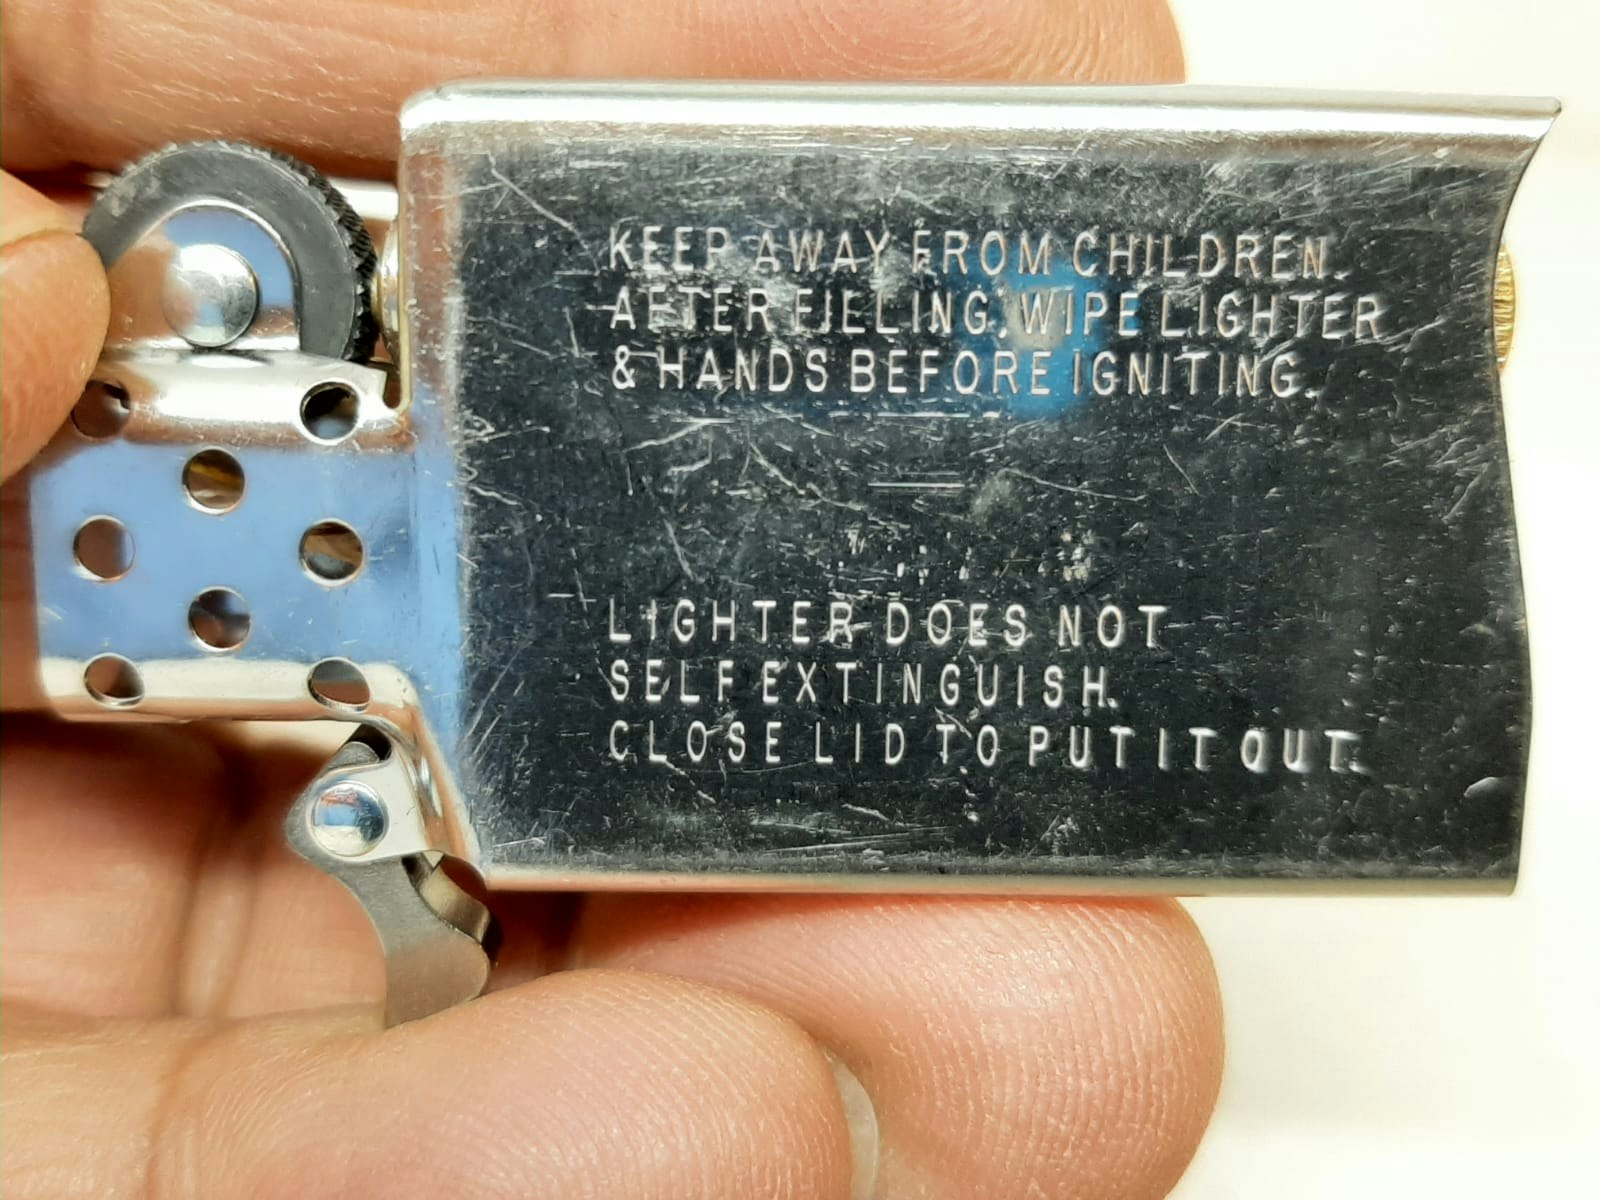 KEEP AWAY FROM CHILDREN.
AFTER FILLING, WIPE LIGHTER
& HANDS BEFORE IGNITING.
LIGHTER DOES NOT
SELF EXTINGUISH.
CLOSE LID TO PUT IT OUT.